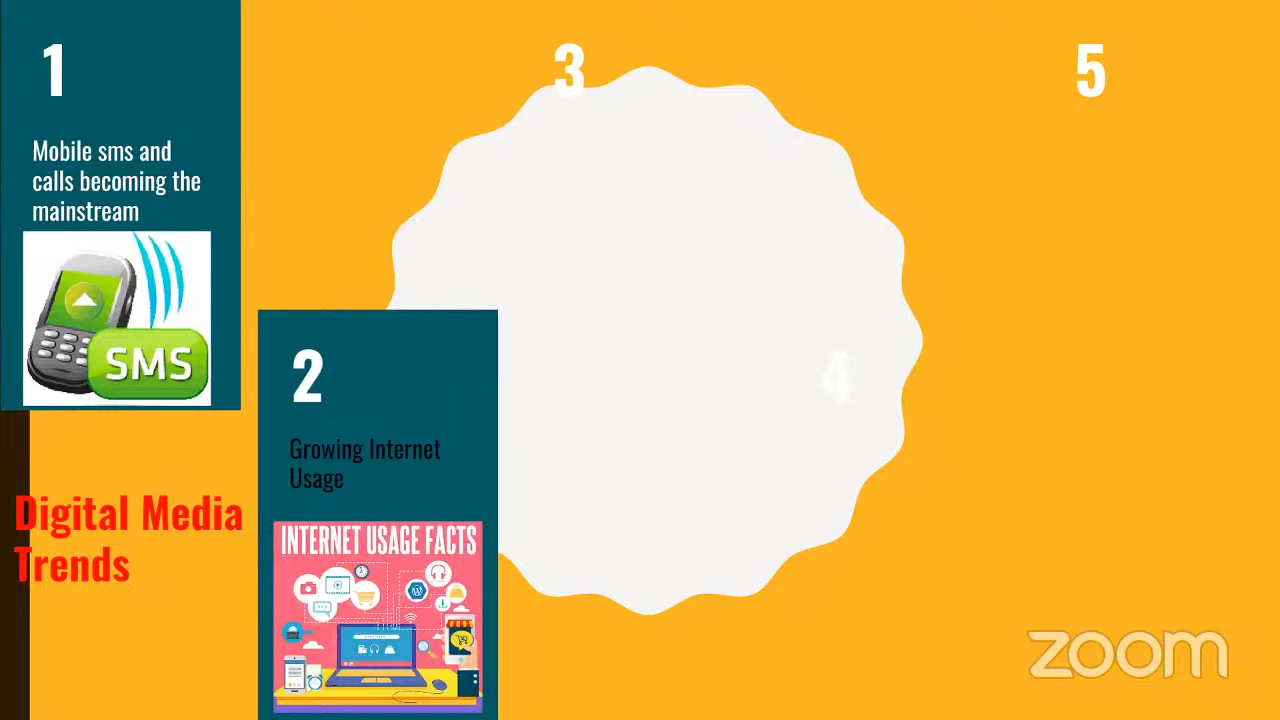 1
Mobile sms and
calls becoming the
mainstream
SMS
Digital Media
Trends
2
Growing Internet
Usage
INTERNET USAGE FACTS
3
4
5
zoom